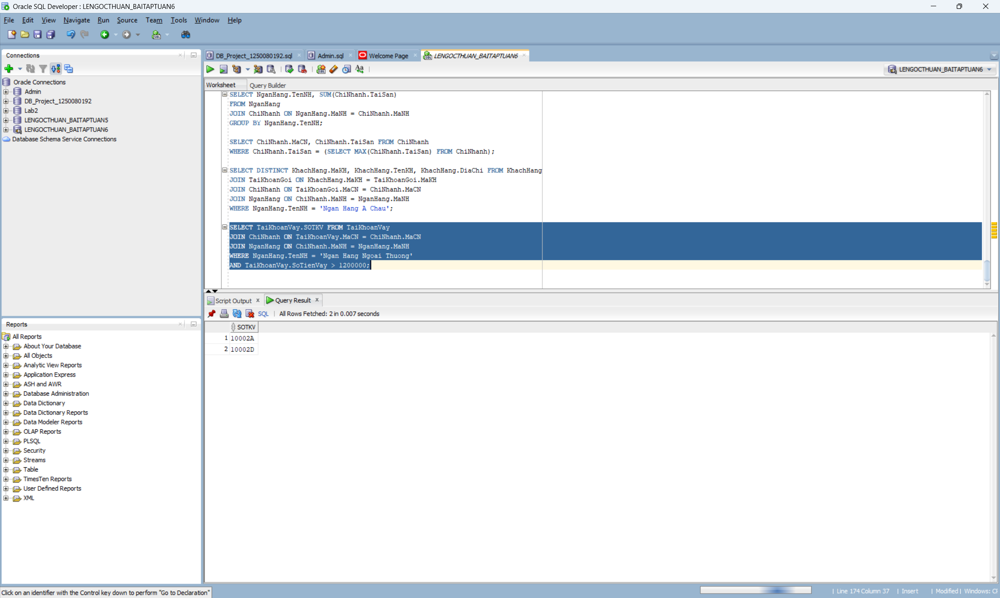 Oracle SQL Developer : LENGOCTHUAN_BAITAPTUAN6
File Edit View Navigate Run Source Team Tools Window Help
Connections
Oracle Connections
Admin
DB_Project_1250080192
Lab2
LENGOCTHUAN_BAITAPTUAN5
LENGOCTHUAN_BAITAPTUAN6
Database Schema Service Connections
Reports
All Reports
About Your Database
All Objects
Analytic View Reports
Application Express
ASH and AWR
Database Administration
Data Dictionary
Data Dictionary Reports
Data Modeler Reports
OLAP Reports
PLSQL
Security
Streams
Table
TimesTen Reports
User Defined Reports
XML
DB_Project_1250080192.sql Admin.sql Welcome Page LENGOCTHUAN_BAITAPTUAN6
LENGOCTHUAN_BAITAPTUAN6
Worksheet Query Builder
SELECT NganHang.TenNH, SUM(ChiNhanh.TaiSan)
FROM NganHang
JOIN ChiNhanh ON NganHang.MaNH = ChiNhanh.MaNH
GROUP BY NganHang.TenNH;
SELECT ChiNhanh.MaCN, ChiNhanh.TaiSan FROM ChiNhanh
WHERE ChiNhanh.TaiSan = (SELECT MAX(ChiNhanh.TaiSan) FROM ChiNhanh);
SELECT DISTINCT KhachHang.MaKH, KhachHang.TenKH, KhachHang.DiaChi FROM KhachHang
JOIN TaiKhoanGoi ON KhachHang.MaKH = TaiKhoanGoi.MaKH
JOIN ChiNhanh ON TaiKhoanGoi.MaCN = ChiNhanh.MaCN
JOIN NganHang ON ChiNhanh.MaNH = NganHang.MaNH
WHERE NganHang.TenNH = 'Ngan Hang A Chau';
SELECT TaiKhoanVay.SOTKV FROM TaiKhoanVay
JOIN ChiNhanh ON TaiKhoanVay.MaCN = ChiNhanh.MaCN
JOIN NganHang ON ChiNhanh.MaNH = NganHang.MaNH
WHERE NganHang.TenNH = 'Ngan Hang Ngoai Thuong'
AND TaiKhoanVay.SoTienVay > 1200000;
Script Output Query Result
SQL | All Rows Fetched: 2 in 0.007 seconds
SOTKV
1 10002A
2 10002D
Click on an identifier with the Control key down to perform "Go to Declaration"
| Line 174 Column 37 | Insert | Modified | Windows: C